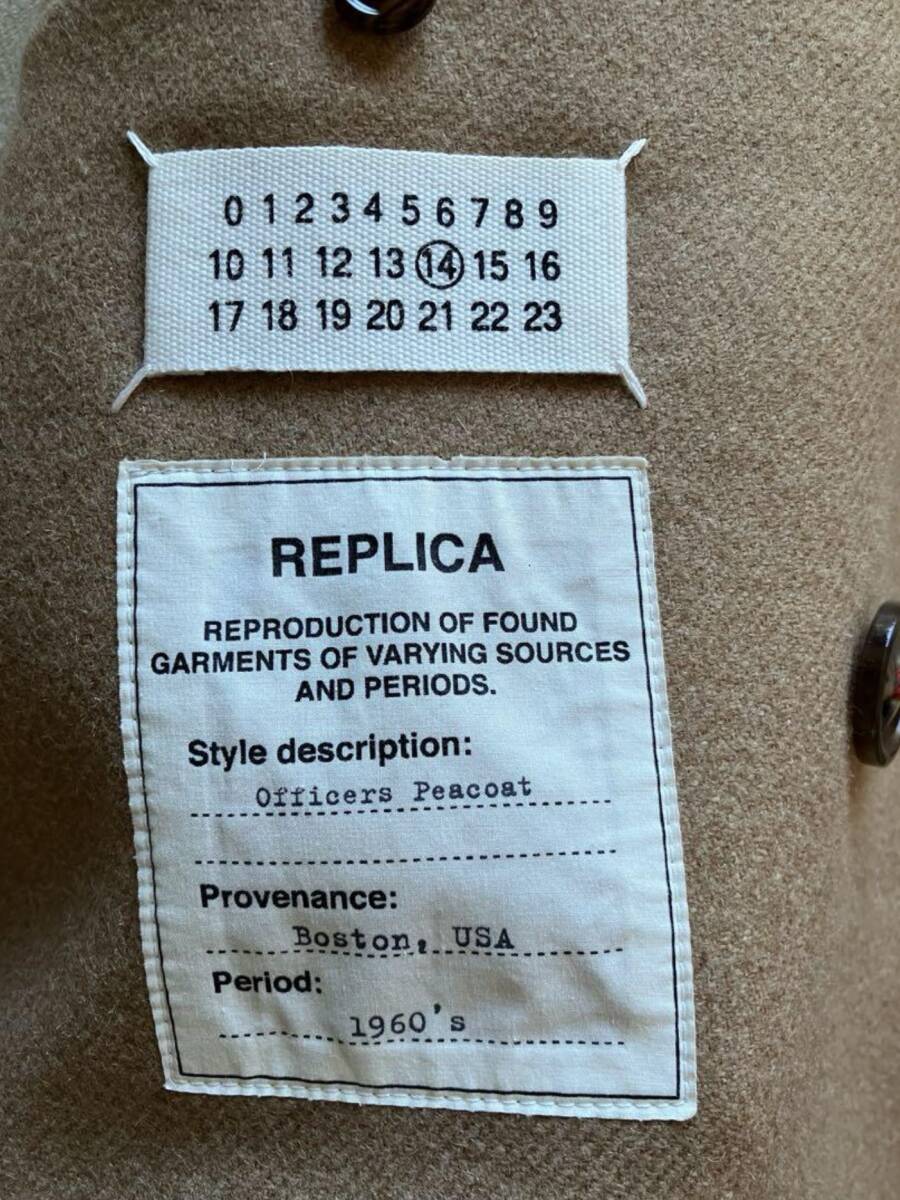 0 1 2 3 4 5 6 7 8 9
10 11 12 13 14 15 16
17 18 19 20 21 22 23
REPLICA
REPRODUCTION OF FOUND
GARMENTS OF VARYING SOURCES
AND PERIODS.
Style description:
Officers Peacoat
Provenance:
Boston, USA
Period:
1960's